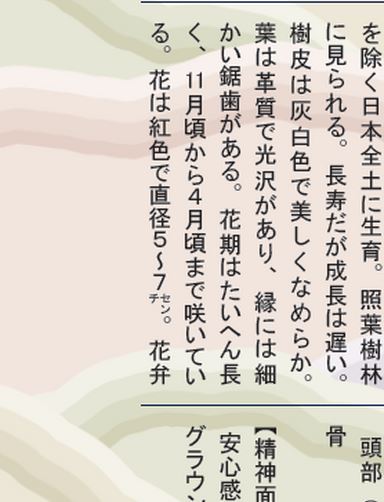 を除く日本全土に生育。照葉樹林
に見られる。長寿だが成長は遅い。
樹皮は灰白色で美しくなめらか。
葉は革質で光沢があり、縁には細
かい鋸歯がある。花期はたいへん長
く、11月頃から4月頃まで咲いてい
る。花は紅色で直径5〜7センチ。花弁
頭部
骨
【精神面
安心感
グラウン